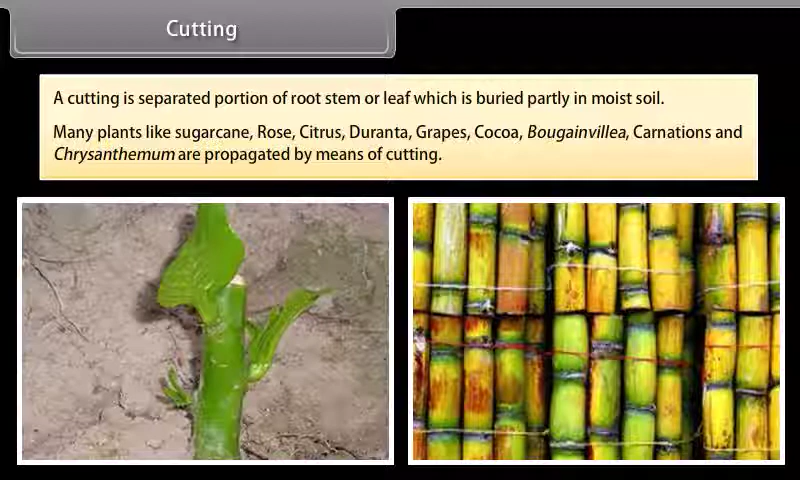 Cutting
A cutting is separated portion of root stem or leaf which is buried partly in moist soil.
Many plants like sugarcane, Rose, Citrus, Duranta, Grapes, Cocoa, Bougainvillea, Carnations and
Chrysanthemum are propagated by means of cutting.